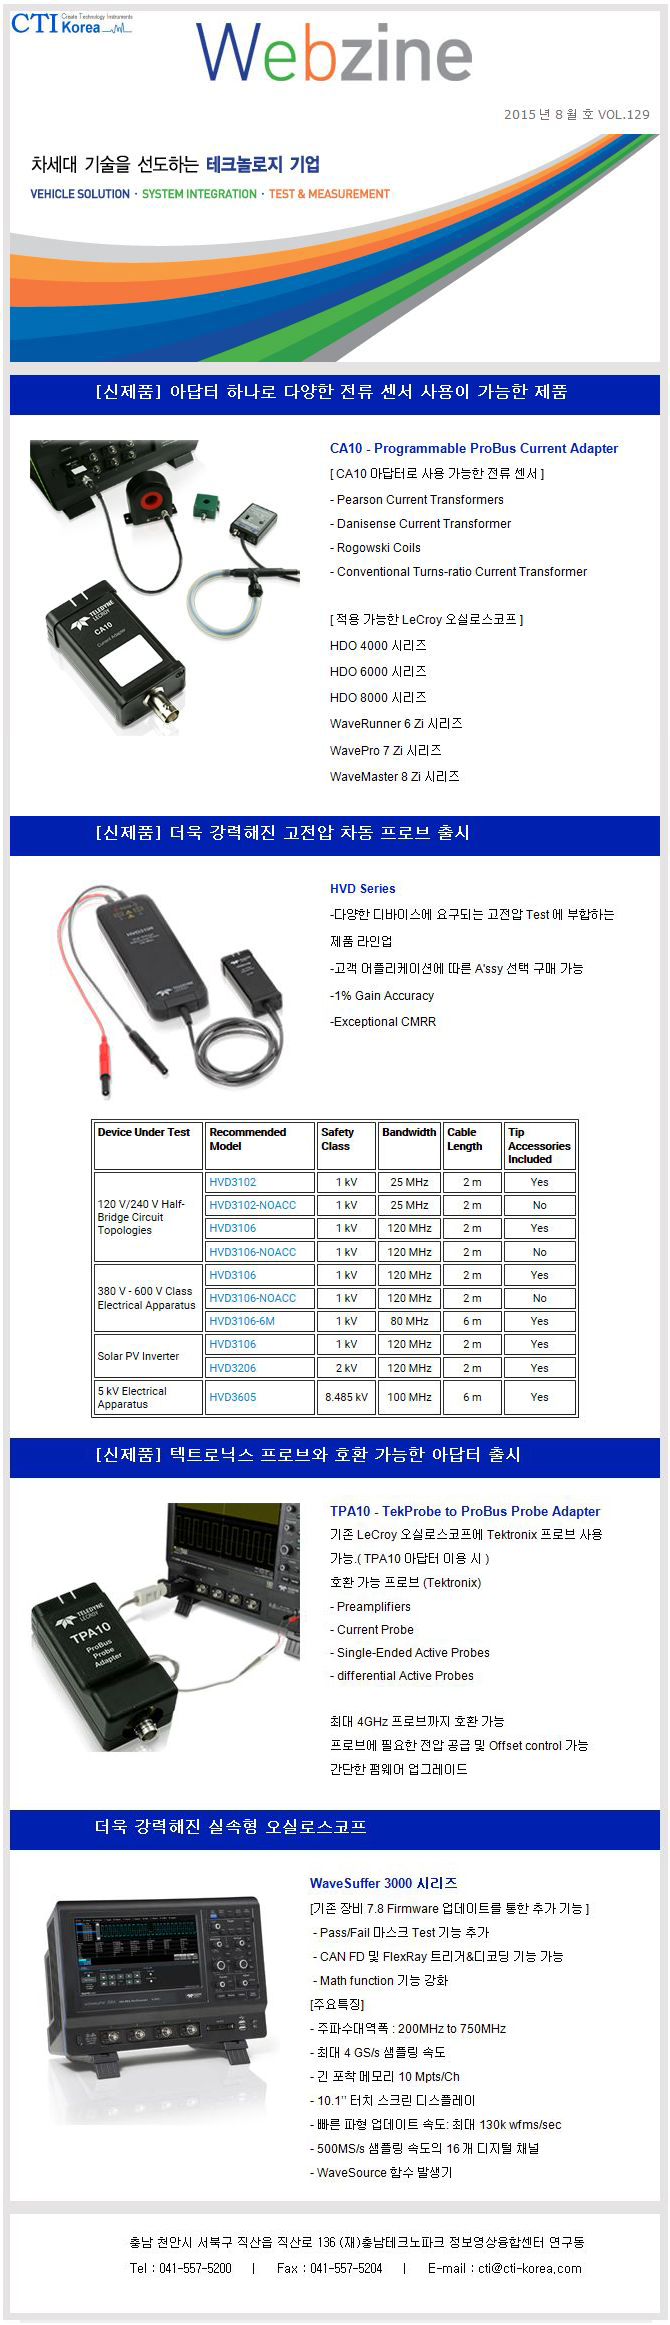 CTI Create Technology Instruments
Korea
Webzine
2015년 8월 호 VOL.129
차세대 기술을 선도하는 테크놀로지 기업
VEHICLE SOLUTION · SYSTEM INTEGRATION · TEST & MEASUREMENT
[신제품] 아답터 하나로 다양한 전류 센서 사용이 가능한 제품
CA10 - Programmable ProBus Current Adapter
[ CA10 아답터로 사용 가능한 전류 센서 ]
- Pearson Current Transformers
- Danisense Current Transformer
- Rogowski Coils
- Conventional Turns-ratio Current Transformer
[ 적용 가능한 LeCroy 오실로스코프 ]
HDO 4000 시리즈
HDO 6000 시리즈
HDO 8000 시리즈
WaveRunner 6 Zi 시리즈
WavePro 7 Zi 시리즈
WaveMaster 8 Zi 시리즈
TELEDYNE LECROY
CA10
Current Adapter
[신제품] 더욱 강력해진 고전압 차동 프로브 출시
HVD3106
HVD Series
-다양한 디바이스에 요구되는 고전압 Test 에 부합하는
제품 라인업
-고객 어플리케이션에 따른 A'ssy 선택 구매 가능
-1% Gain Accuracy
-Exceptional CMRR
Device Under Test Recommended Model Safety Class Bandwidth Cable Length Tip Accessories Included
120 V/240 V Half-Bridge Circuit Topologies HVD3102 1 kV 25 MHz 2 m Yes
HVD3102-NOACC 1 kV 25 MHz 2 m No
HVD3106 1 kV 120 MHz 2 m Yes
HVD3106-NOACC 1 kV 120 MHz 2 m No
380 V - 600 V Class Electrical Apparatus HVD3106 1 kV 120 MHz 2 m Yes
HVD3106-NOACC 1 kV 120 MHz 2 m No
HVD3106-6M 1 kV 80 MHz 6 m Yes
Solar PV Inverter HVD3106 1 kV 120 MHz 2 m Yes
HVD3206 2 kV 120 MHz 2 m Yes
5 kV Electrical Apparatus HVD3605 8.485 kV 100 MHz 6 m Yes
[신제품] 텍트로닉스 프로브와 호환 가능한 아답터 출시
TELEDYNE LECROY
TPA10
ProBus
Probe
Adapter
TPA10 - TekProbe to ProBus Probe Adapter
기존 LeCroy 오실로스코프에 Tektronix 프로브 사용
가능.( TPA10 아답터 이용 시 )
호환 가능 프로브 (Tektronix)
- Preamplifiers
- Current Probe
- Single-Ended Active Probes
- differential Active Probes
최대 4GHz 프로브까지 호환 가능
프로브에 필요한 전압 공급 및 Offset control 가능
간단한 펌웨어 업그레이드
더욱 강력해진 실속형 오실로스코프
WaveSuffer 3000 시리즈
[기존 장비 7.8 Firmware 업데이트를 통한 추가 기능 ]
- Pass/Fail 마스크 Test 기능 추가
- CAN FD 및 FlexRay 트리거&디코딩 기능 가능
- Math function 기능 강화
[주요특징]
- 주파수대역폭 : 200MHz to 750MHz
- 최대 4 GS/s 샘플링 속도
- 긴 포착 메모리 10 Mpts/Ch
- 10.1'' 터치 스크린 디스플레이
- 빠른 파형 업데이트 속도: 최대 130k wfms/sec
- 500MS/s 샘플링 속도의 16개 디지털 채널
- WaveSource 함수 발생기
충남 천안시 서북구 직산읍 직산로 136 (재)충남테크노파크 정보영상융합센터 연구동
Tel : 041-557-5200 | Fax : 041-557-5204 | E-mail : cti@cti-korea.com